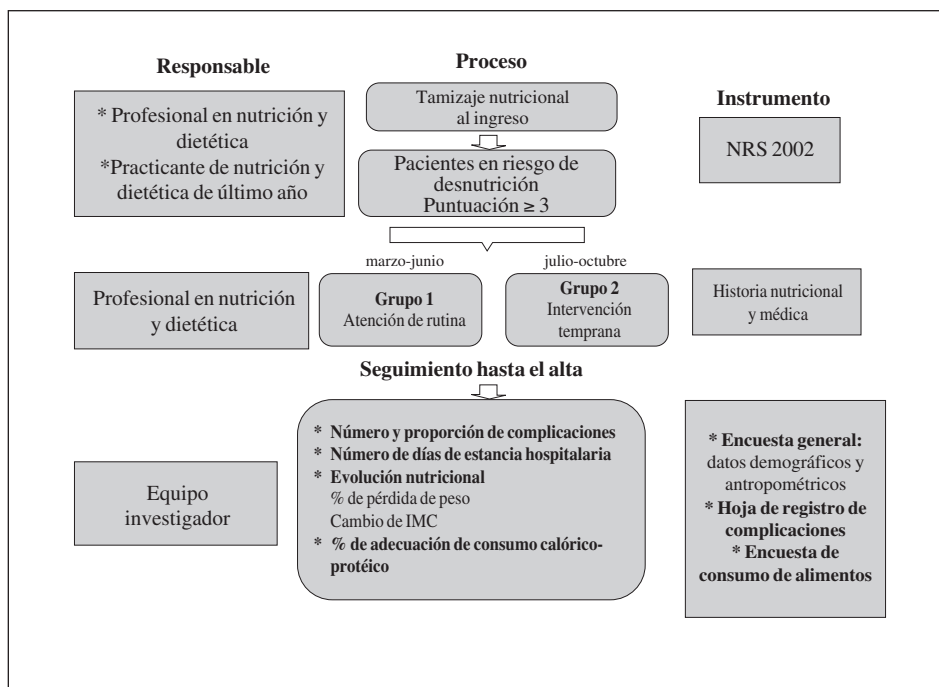 Responsable
Proceso
Instrumento
* Profesional en nutrición y
dietética
*Practicante de nutrición y
dietética de último año
Tamizaje nutricional
al ingreso
Pacientes en riesgo de
desnutrición
Puntuación ≥ 3
NRS 2002
marzo-junio
julio-octubre
Profesional en nutrición
y dietética
Grupo 1
Atención de rutina
Grupo 2
Intervención
temprana
Historia nutricional
y médica
Seguimiento hasta el alta
Equipo
investigador
* Número y proporción de complicaciones
* Número de días de estancia hospitalaria
* Evolución nutricional
% de pérdida de peso
Cambio de IMC
* % de adecuación de consumo calórico-
protéico
* Encuesta general:
datos demográficos y
antropométricos
* Hoja de registro de
complicaciones
* Encuesta de
consumo de alimentos